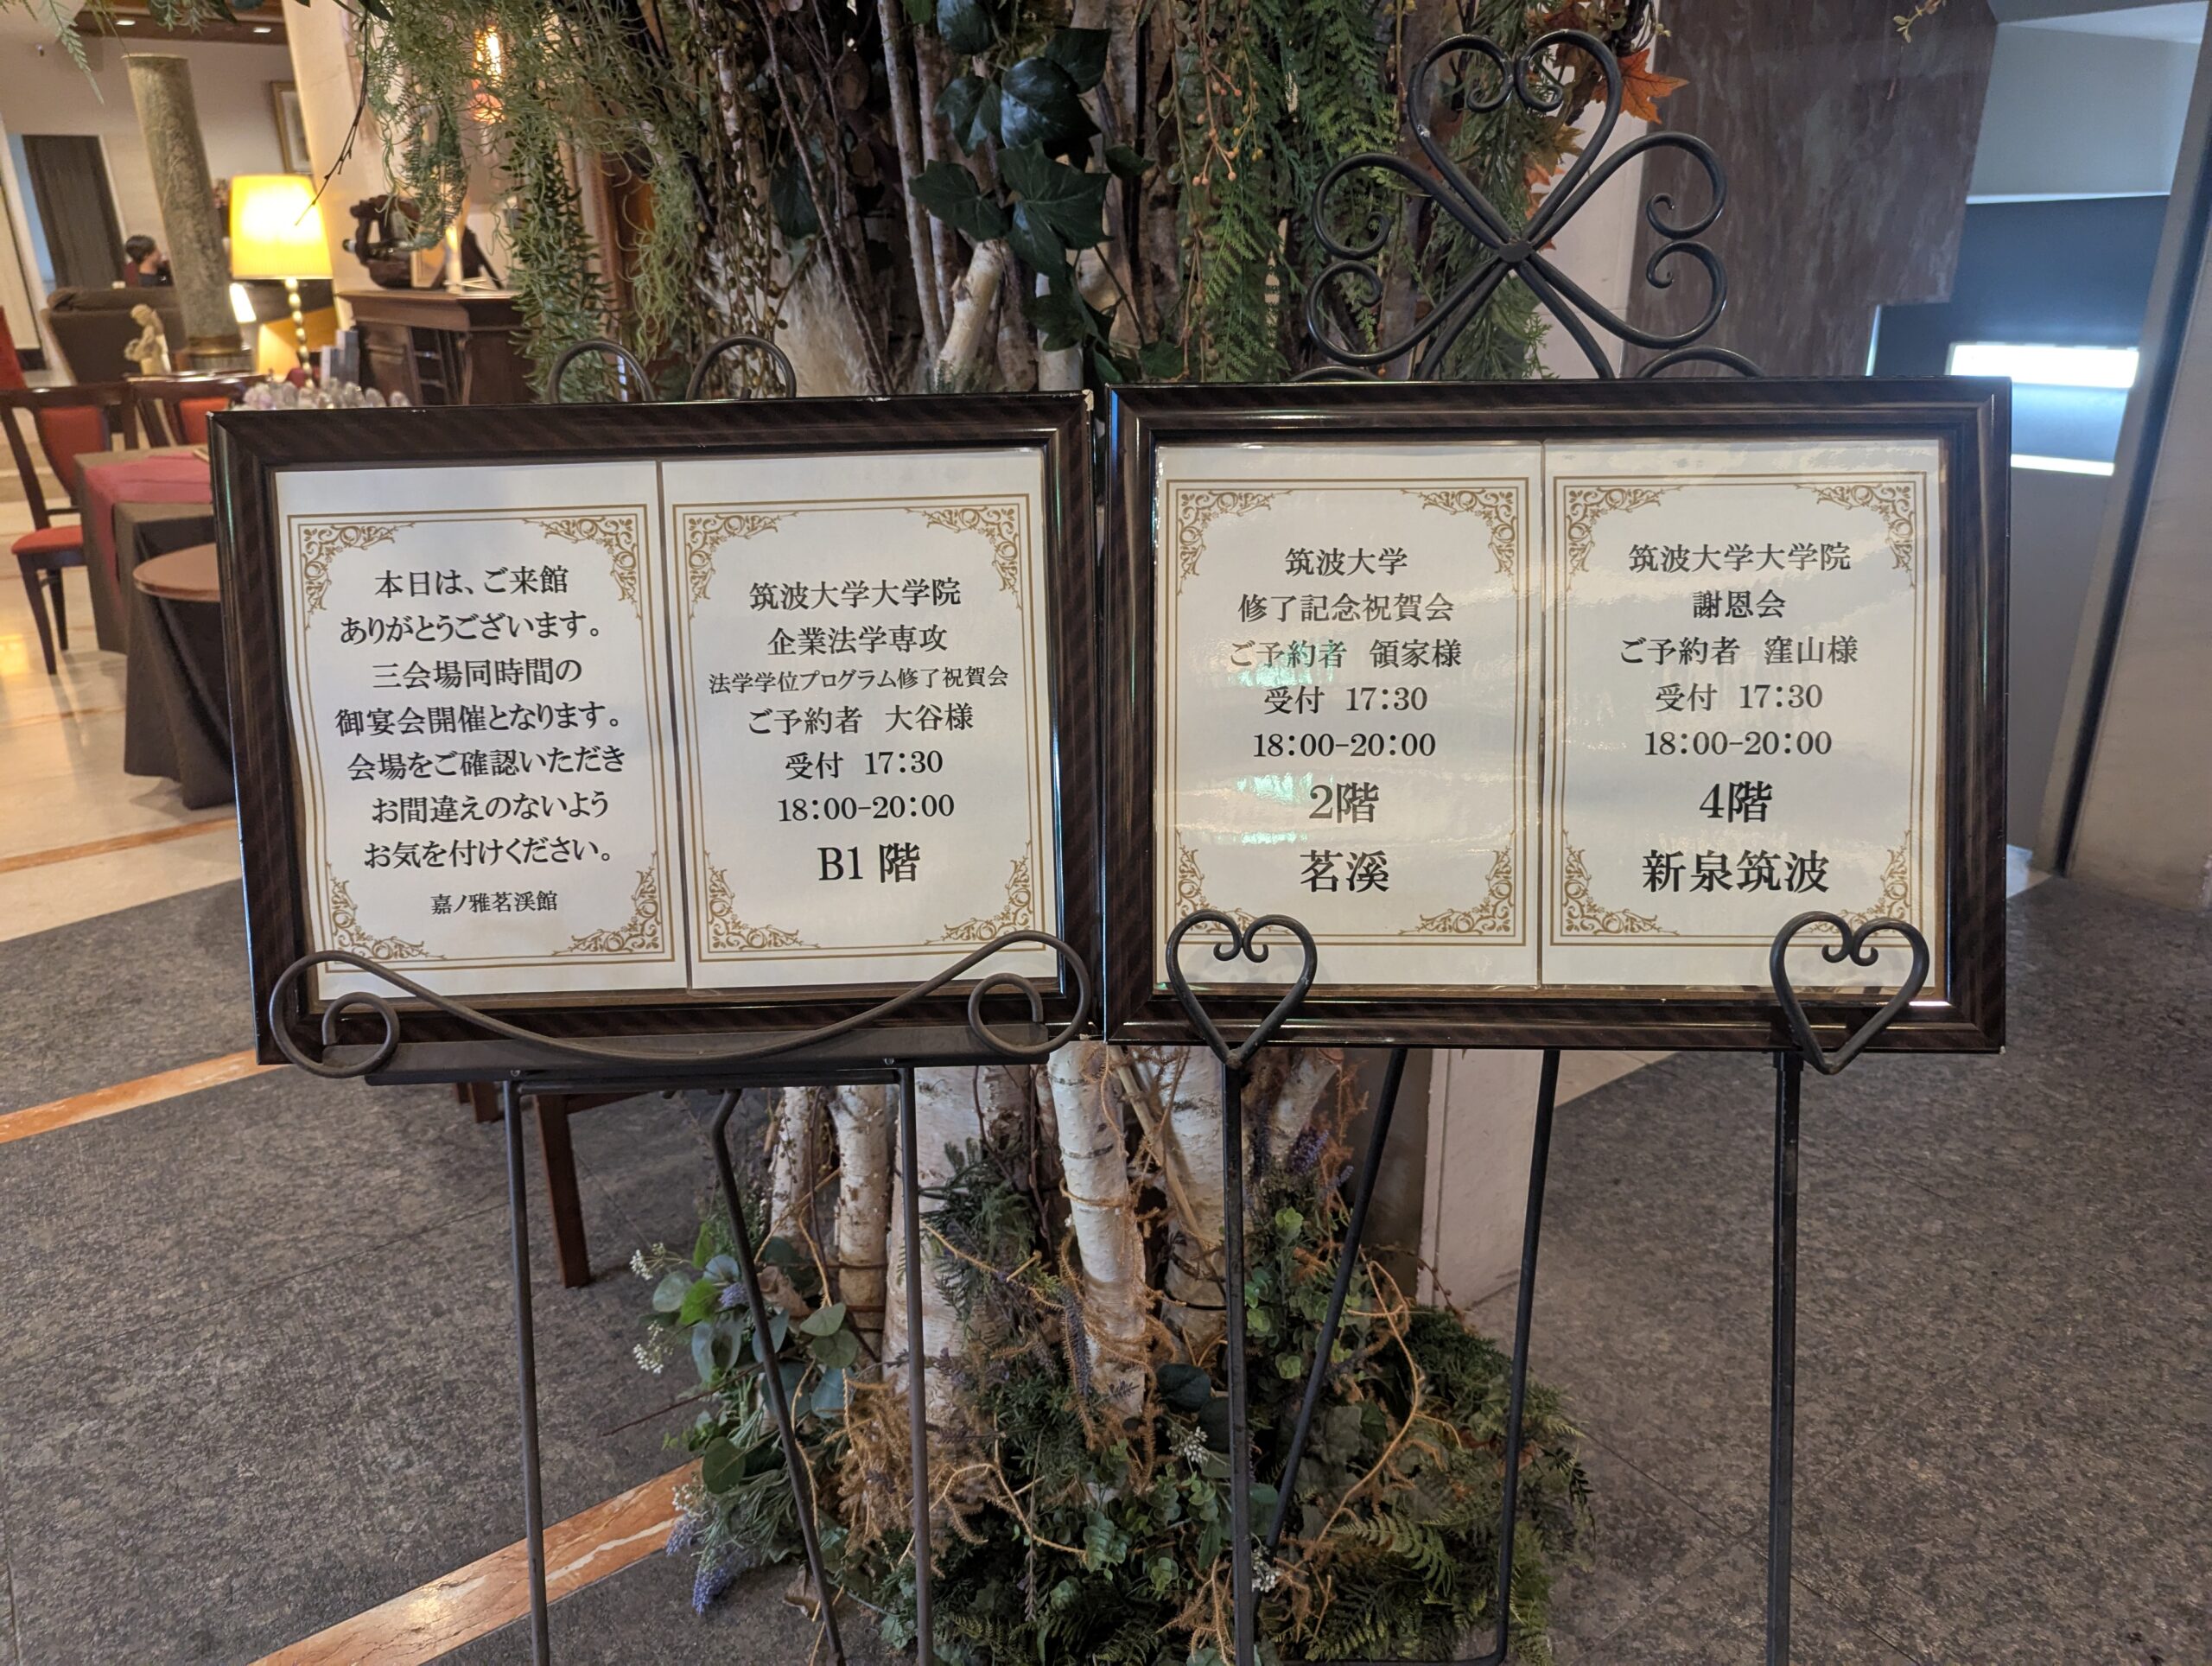 本日は、ご来館
ありがとうございます。
三会場同時間の
御宴会開催となります。
会場をご確認いただき
お間違えのないよう
お気を付けください。
嘉ノ雅茗渓館
筑波大学大学院
企業法学専攻
法学学位プログラム修了祝賀会
ご予約者 大谷様
受付 17:30
18:00-20:00
B1 階
筑波大学
修了記念祝賀会
ご予約者 領家様
受付 17:30
18:00-20:00
2階
茗溪
筑波大学大学院
謝恩会
ご予約者 窪山様
受付 17:30
18:00-20:00
4階
新泉筑波